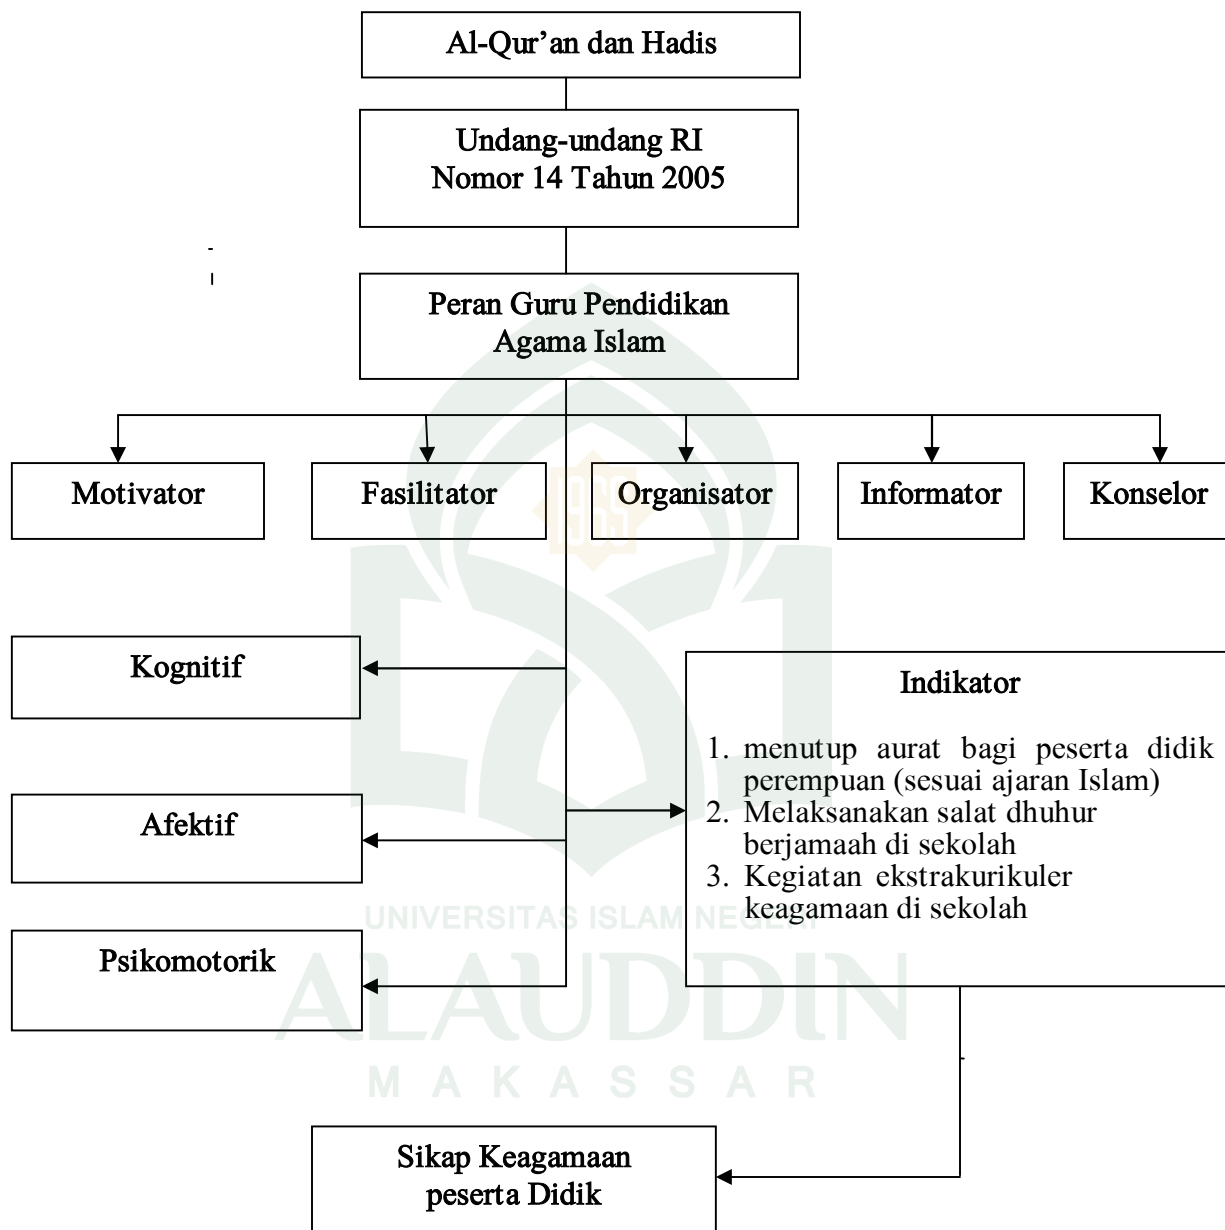 Al-Qur’an dan Hadis
Undang-undang RI
Nomor 14 Tahun 2005
Peran Guru Pendidikan
Agama Islam
Motivator
Fasilitator
Organisator
Informator
Konselor
Kognitif
Afektif
Psikomotorik
Indikator
1. menutup aurat bagi peserta didik
perempuan (sesuai ajaran Islam)
2. Melaksanakan salat dhuhur
berjamaah di sekolah
3. Kegiatan ekstrakurikuler
keagamaan di sekolah
UNIVERSITAS ISLAM NEGERI
ALAUDDIN
MAKASSAR
Sikap Keagamaan
peserta Didik